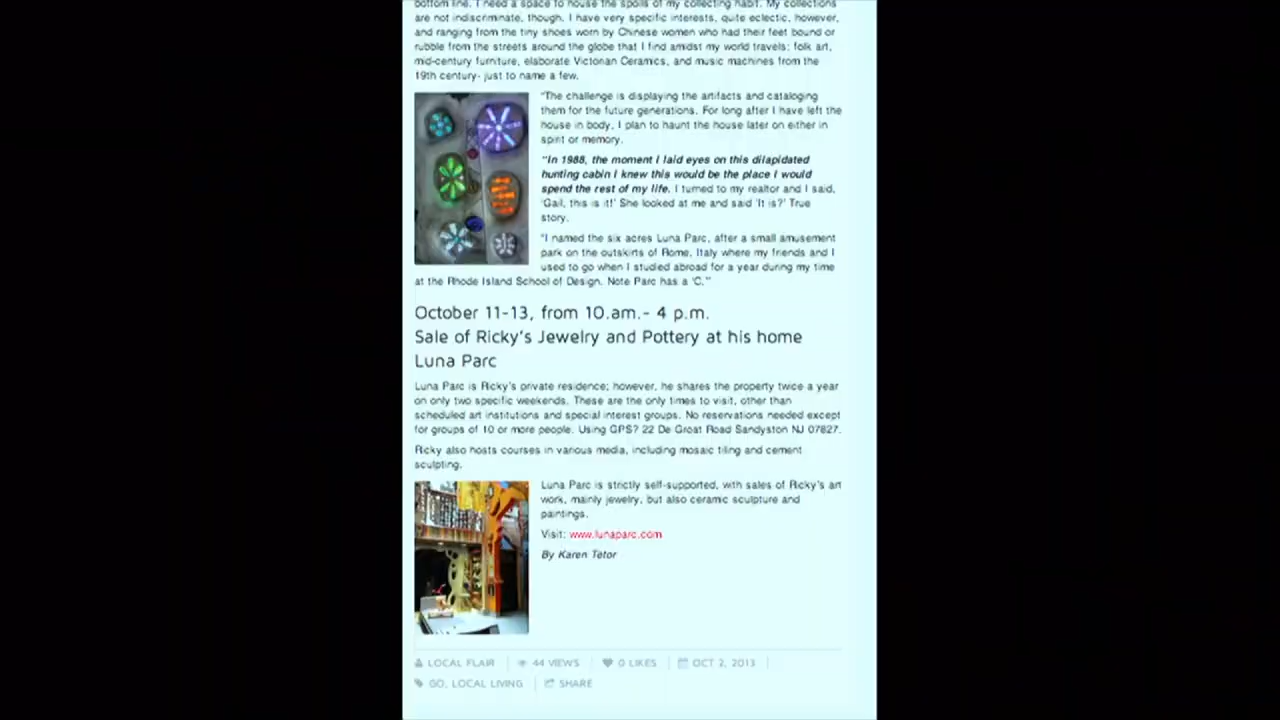 bottom line. I need a space to house the spoils of my collecting habit. My collections
are not indiscriminate, though. I have very specific interests, quite eclectic, however,
and ranging from the tiny shoes worn by Chinese women who had their feet bound or
rubble from the streets around the globe that I find amidst my world travels: folk art,
mid-century furniture, elaborate Victorian Ceramics, and music machines from the
19th century- just to name a few.
"The challenge is displaying the artifacts and cataloging
them for the future generations. For long after I have left the
house in body, I plan to haunt the house later on either in
spirit or memory.
"In 1988, the moment I laid eyes on this dilapidated
hunting cabin I knew this would be the place I would
spend the rest of my life. I turned to my realtor and I said,
'Gail, this is it!' She looked at me and said 'It is?' True
story.
"I named the six acres Luna Parc, after a small amusement
park on the outskirts of Rome, Italy where my friends and I
used to go when I studied abroad for a year during my time
at the Rhode Island School of Design. Note Parc has a 'C.'"
October 11-13, from 10.am.- 4 p.m.
Sale of Ricky's Jewelry and Pottery at his home
Luna Parc
Luna Parc is Ricky's private residence; however, he shares the property twice a year
on only two specific weekends. These are the only times to visit, other than
scheduled art institutions and special interest groups. No reservations needed except
for groups of 10 or more people. Using GPS? 22 De Groat Road Sandyston NJ 07827.
Ricky also hosts courses in various media, including mosaic tiling and cement
sculpting.
Luna Parc is strictly self-supported, with sales of Ricky's art
work, mainly jewelry, but also ceramic sculpture and
paintings.
Visit: www.lunaparc.com
By Karen Tetor
LOCAL FLAIR 44 VIEWS 0 LIKES OCT 2, 2013
GO, LOCAL LIVING SHARE